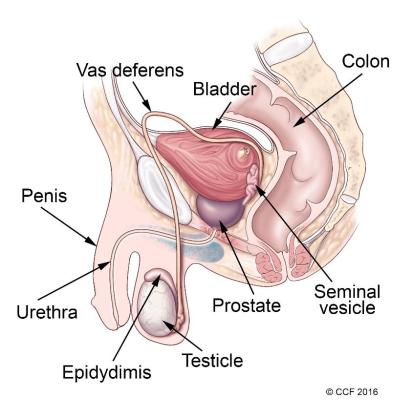 Vas deferens
Bladder
Colon
Penis
Urethra
Prostate
Seminal
vesicle
Testicle
Epidydimis
© CCF 2016